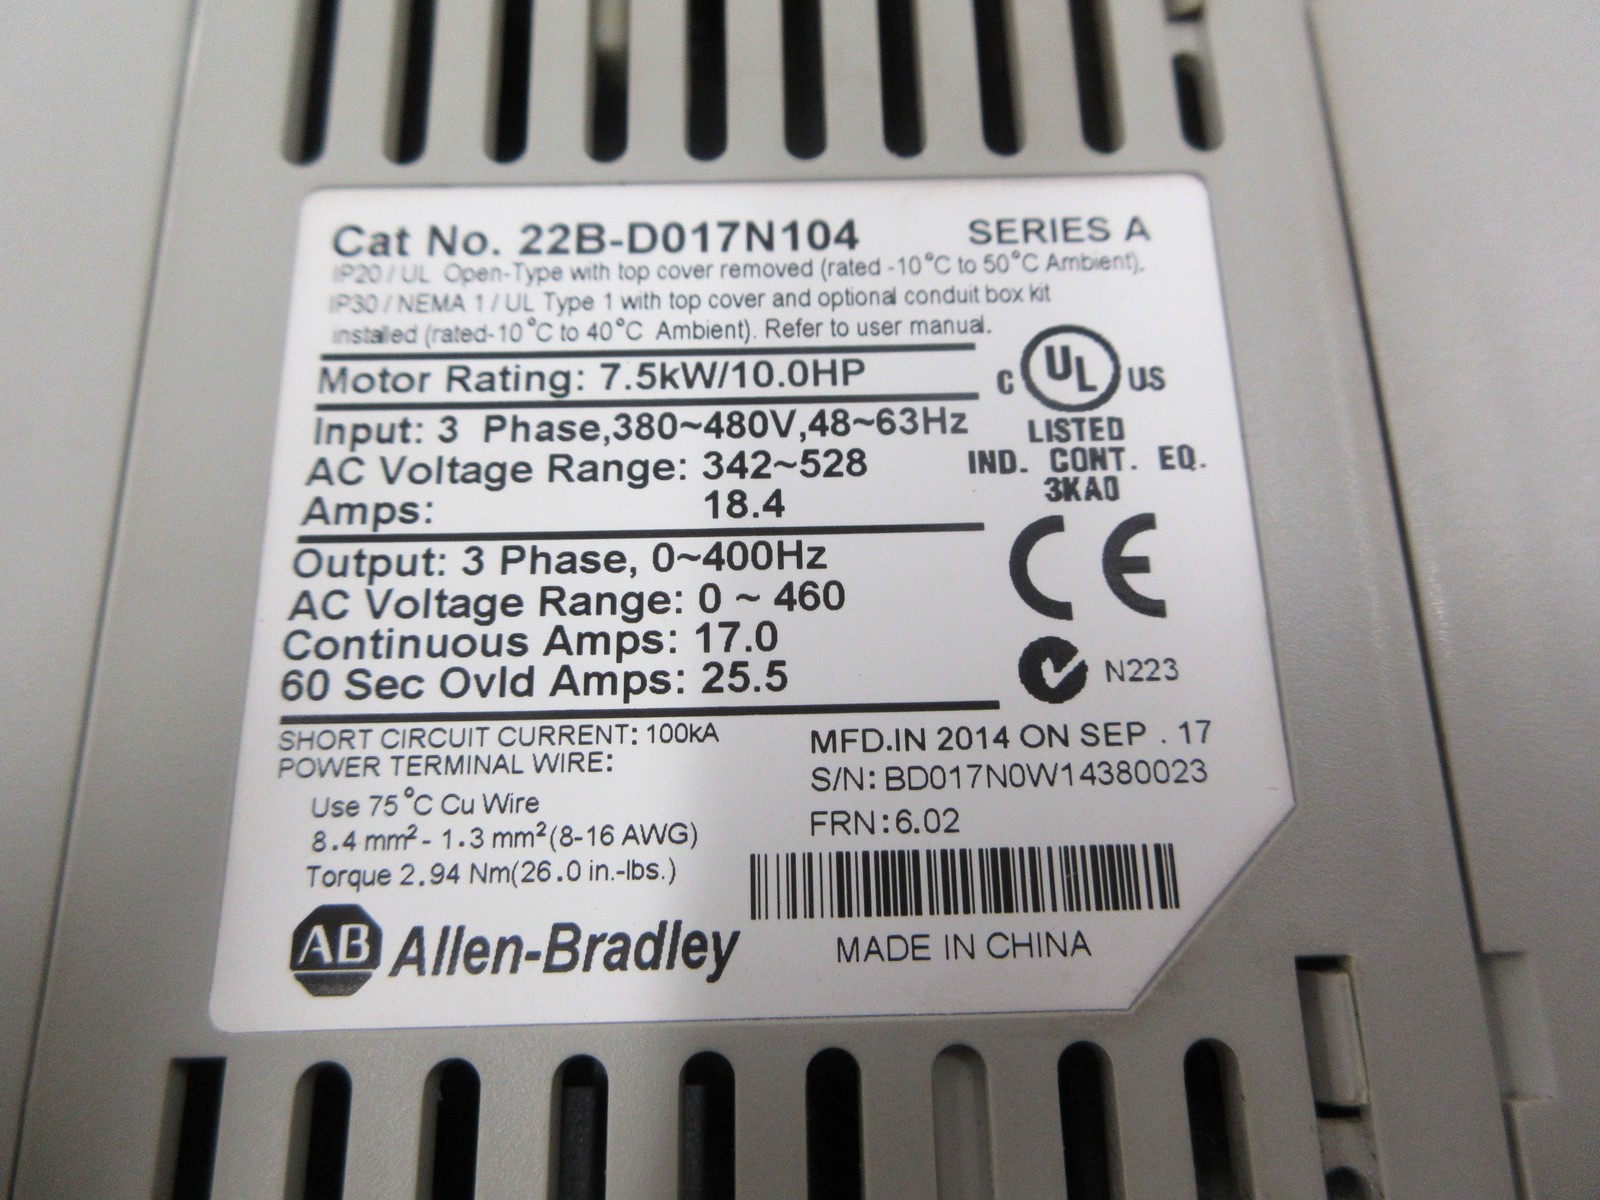 Cat No. 22B-D017N104 SERIES A
IP20 / UL Open-Type with top cover removed (rated -10°C to 50°C Ambient).
IP30 / NEMA 1 / UL Type 1 with top cover and optional conduit box kit
installed (rated-10°C to 40°C Ambient). Refer to user manual.
Motor Rating: 7.5kW/10.0HP
C UL US
LISTED
IND. CONT. EQ.
3KA0
Input: 3 Phase,380~480V,48~63Hz
AC Voltage Range: 342~528
Amps: 18.4
CE
Output: 3 Phase, 0~400Hz
AC Voltage Range: 0 ~ 460
Continuous Amps: 17.0
60 Sec Ovld Amps: 25.5
N223
SHORT CIRCUIT CURRENT: 100kA
POWER TERMINAL WIRE:
Use 75°C Cu Wire
8.4 mm² - 1.3 mm²(8-16 AWG)
Torque 2.94 Nm(26.0 in.-lbs.)
MFD.IN 2014 ON SEP . 17
S/N: BD017N0W14380023
FRN:6.02
AB Allen-Bradley
MADE IN CHINA